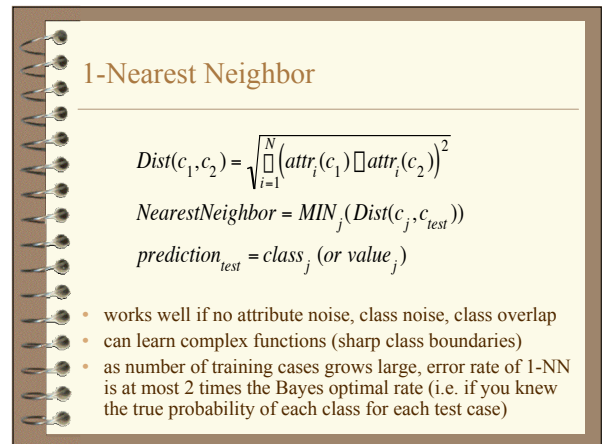 1-Nearest Neighbor
Dist(c₁,c₂) = √ N ▯ i=1 (attrᵢ(c₁) ▯ attrᵢ(c₂))²
NearestNeighbor = MINⱼ(Dist(cⱼ,c_test))
prediction_test = classⱼ (or valueⱼ)
• works well if no attribute noise, class noise, class overlap
• can learn complex functions (sharp class boundaries)
• as number of training cases grows large, error rate of 1-NN
is at most 2 times the Bayes optimal rate (i.e. if you knew
the true probability of each class for each test case)